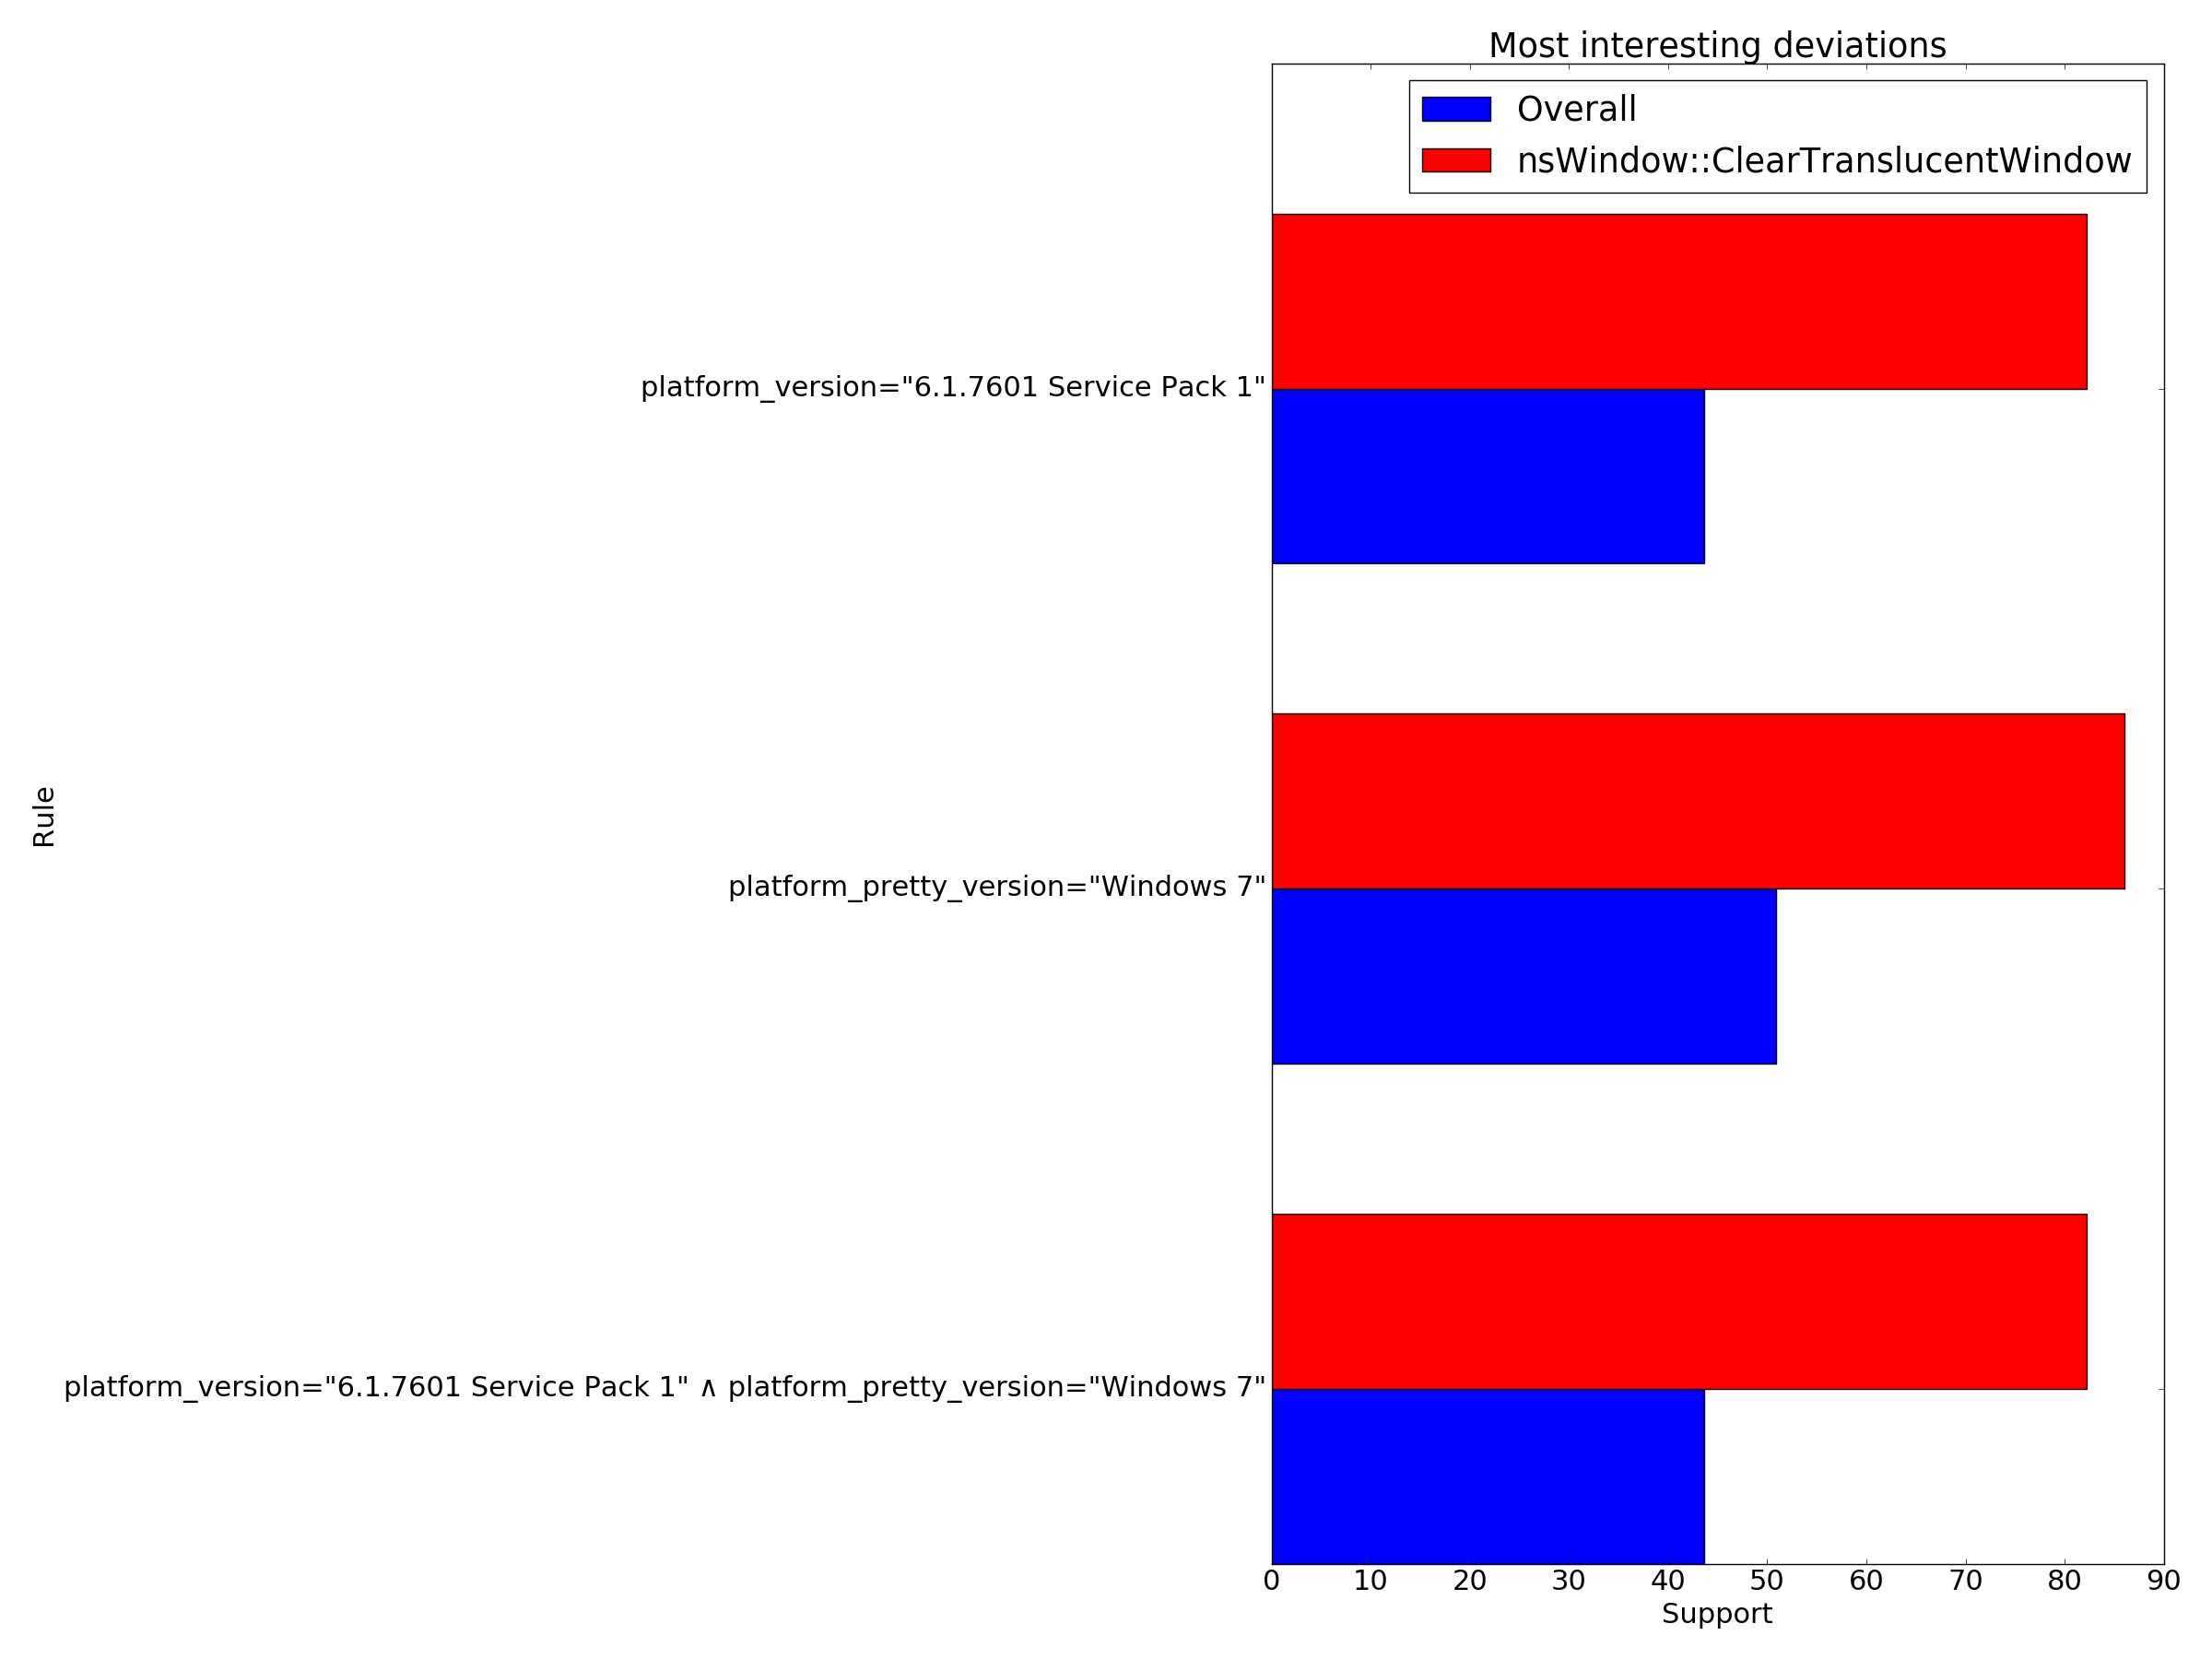 Most interesting deviations
Overall
nsWindow::ClearTranslucentWindow
platform_version="6.1.7601 Service Pack 1"
platform_pretty_version="Windows 7"
platform_version="6.1.7601 Service Pack 1" ∧ platform_pretty_version="Windows 7"
Rule
0 10 20 30 40 50 60 70 80 90
Support